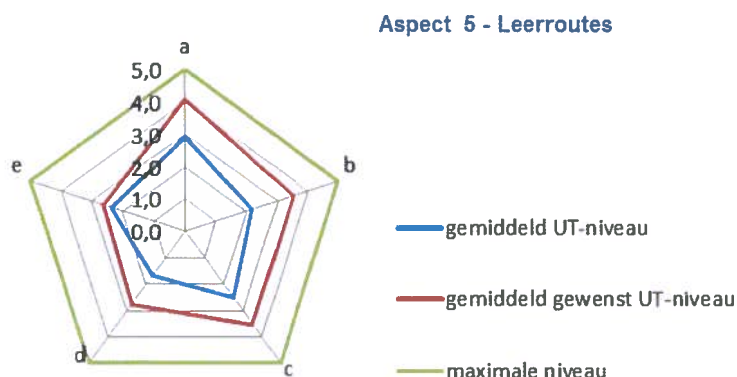 Aspect 5 - Leerroutes
a
5,0
4,0
3,0
2,0
1,0
0,0
e
b
d
c
gemiddeld UT-niveau
gemiddeld gewenst UT-niveau
maximale niveau